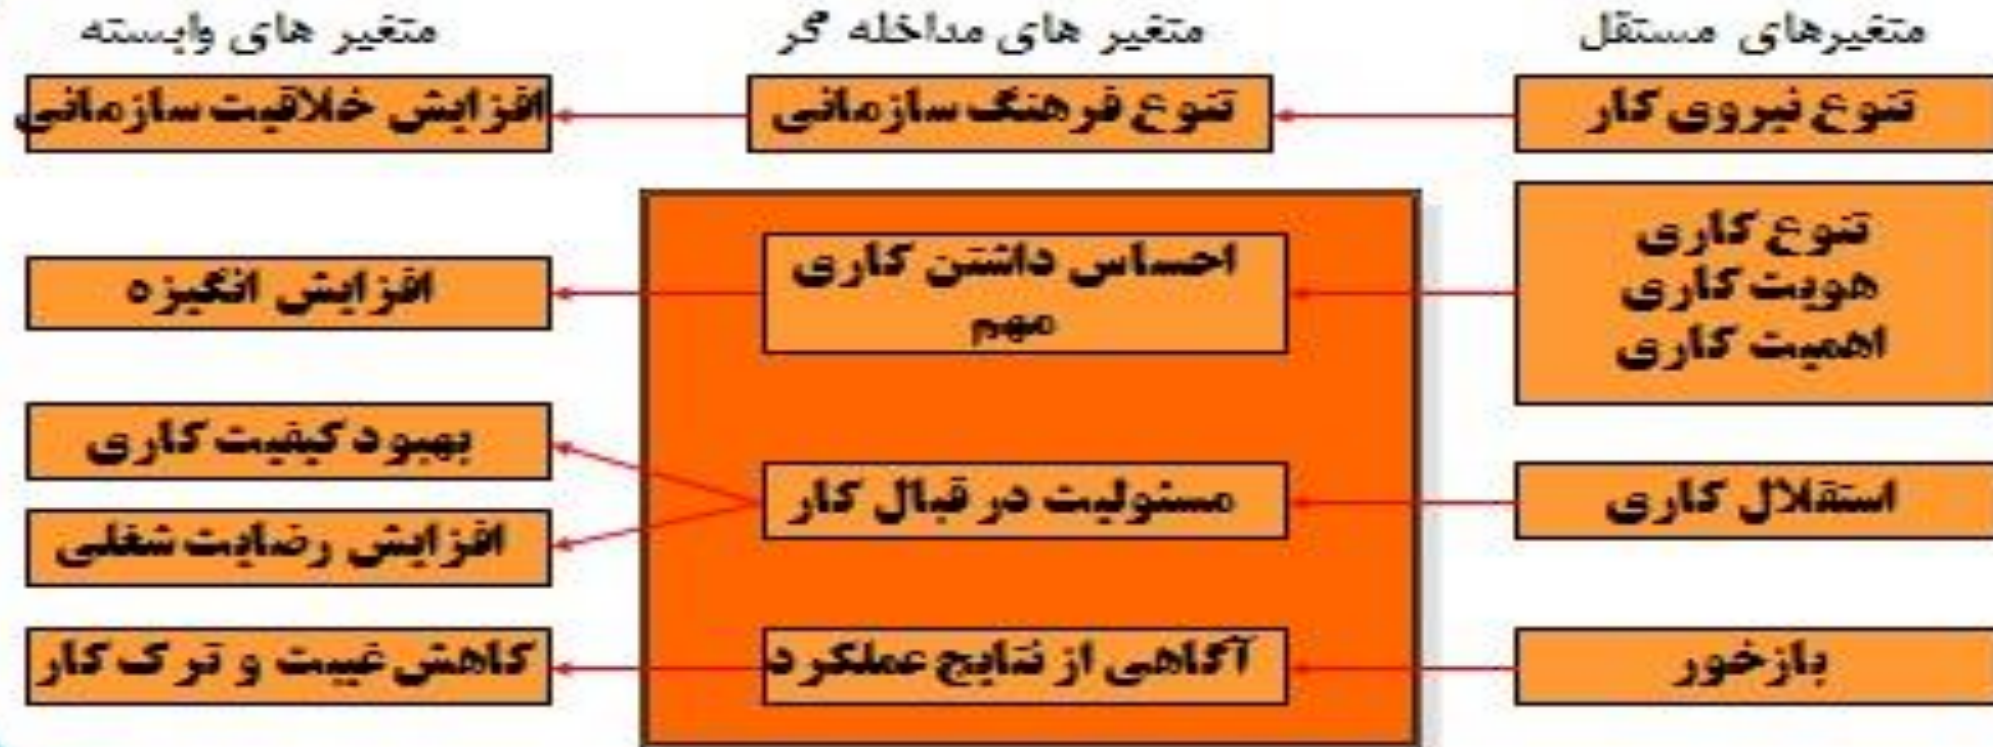 متغیرهای مستقل
متغیر های مداخله گر
متغیر های وابسته
تنوع نیروی کار
تنوع فرهنگ سازمانی
افزایش خلاقیت سازمانی
تنوع کاری
هویت کاری
اهمیت کاری
احساس داشتن کاری
مهم
افزایش انگیزه
استقلال کاری
مسئولیت در قبال کار
بهبود کیفیت کاری
افزایش رضایت شغلی
بازخور
آگاهی از نتایج عملکرد
کاهش غیبت و ترک کار